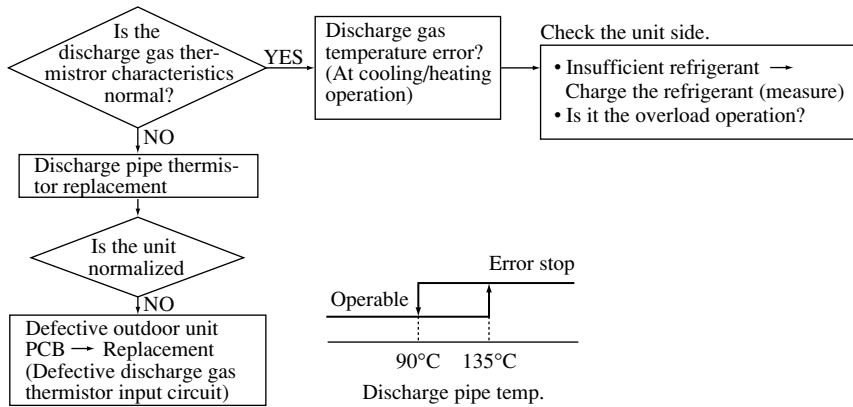 Is the
discharge gas ther-
mistror characteristics
normal?
YES
Discharge gas
temperature error?
(At cooling/heating
operation)
Check the unit side.
• Insufficient refrigerant →
Charge the refrigerant (measure)
• Is it the overload operation?
NO
Discharge pipe thermis-
tor replacement
Is the unit
normalized
NO
Defective outdoor unit
PCB → Replacement
(Defective discharge gas
thermistor input circuit)
Error stop
Operable
90°C 135°C
Discharge pipe temp.